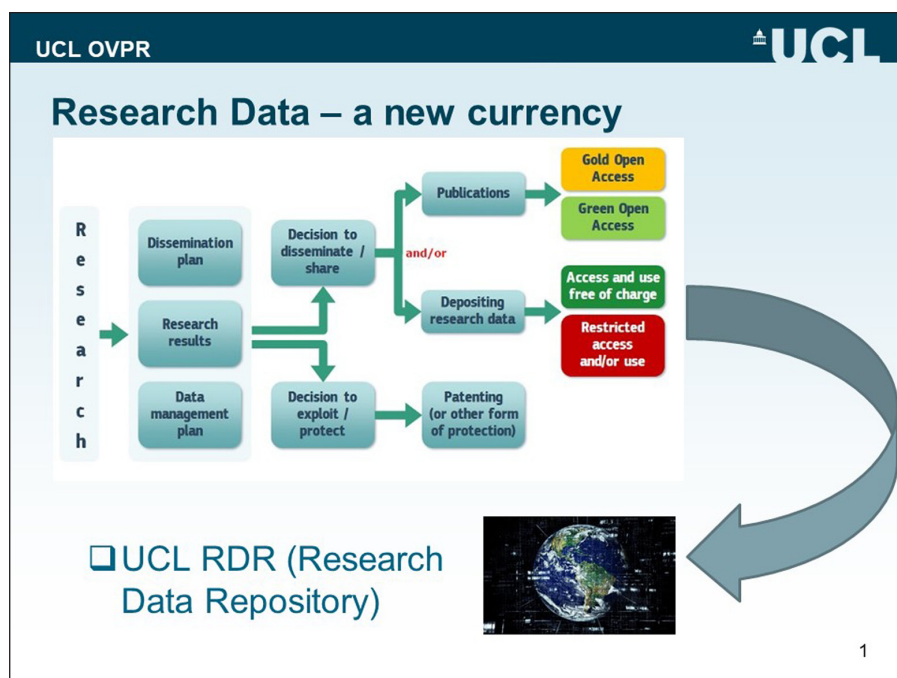 UCL OVPR
UCL
Research Data – a new currency
Research
Dissemination
plan
Research
results
Data
management
plan
Decision to
disseminate /
share
Decision to
exploit /
protect
and/or
Publications
Depositing
research data
Patenting
(or other form
of protection)
Gold Open
Access
Green Open
Access
Access and use
free of charge
Restricted
access
and/or use
❑UCL RDR (Research
Data Repository)
1